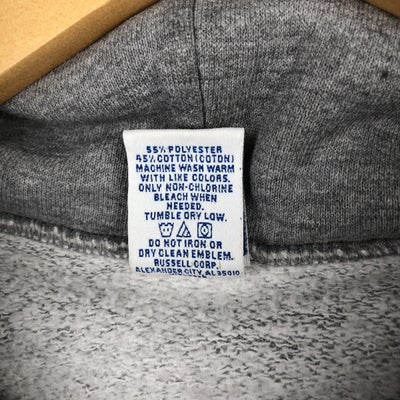 55% POLYESTER
45% COTTON (COTON)
MACHINE WASH WARM
WITH LIKE COLORS.
ONLY NON-CHLORINE
BLEACH WHEN
NEEDED.
TUMBLE DRY LOW.
DO NOT IRON OR
DRY CLEAN EMBLEM.
RUSSELL CORP.
ALEXANDER CITY, AL 35010